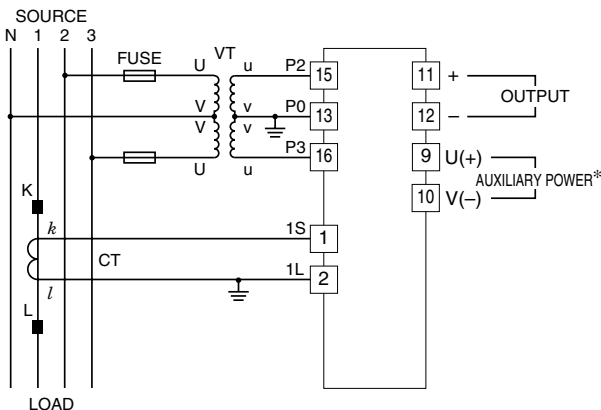 SOURCE
N 1 2 3
FUSE
VT
U u P2 15
11 +
V v P0 13
OUTPUT
12 −
V v
9 U(+)
U u P3 16
AUXILIARY POWER*
10 V(−)
K
k 1S 1
CT
1L 2
l
L
LOAD